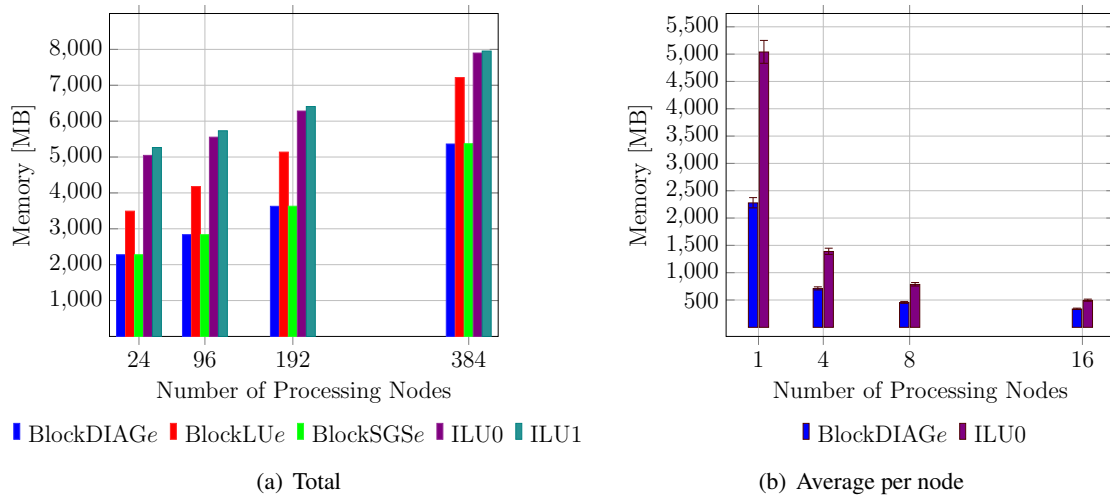 8,000
7,000
6,000
5,000
4,000
3,000
2,000
1,000
Memory [MB]
24 96 192 384
Number of Processing Nodes
BlockDIAGe BlockLUe BlockSGSe ILU0 ILU1
(a) Total
5,500
5,000
4,500
4,000
3,500
3,000
2,500
2,000
1,500
1,000
500
Memory [MB]
1 4 8 16
Number of Processing Nodes
BlockDIAGe ILU0
(b) Average per node